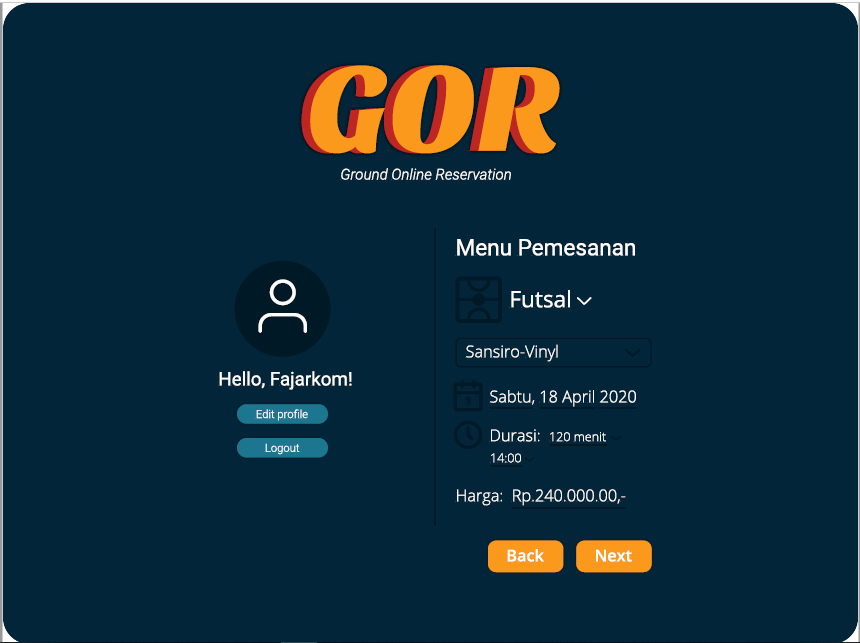 GOR
Ground Online Reservation
Hello, Fajarkom!
Edit profile
Logout
Menu Pemesanan
Futsal
Sansiro-Vinyl
1
Sabtu, 18 April 2020
Durasi: 120 menit
14:00
Harga: Rp.240.000.00,-
Back
Next